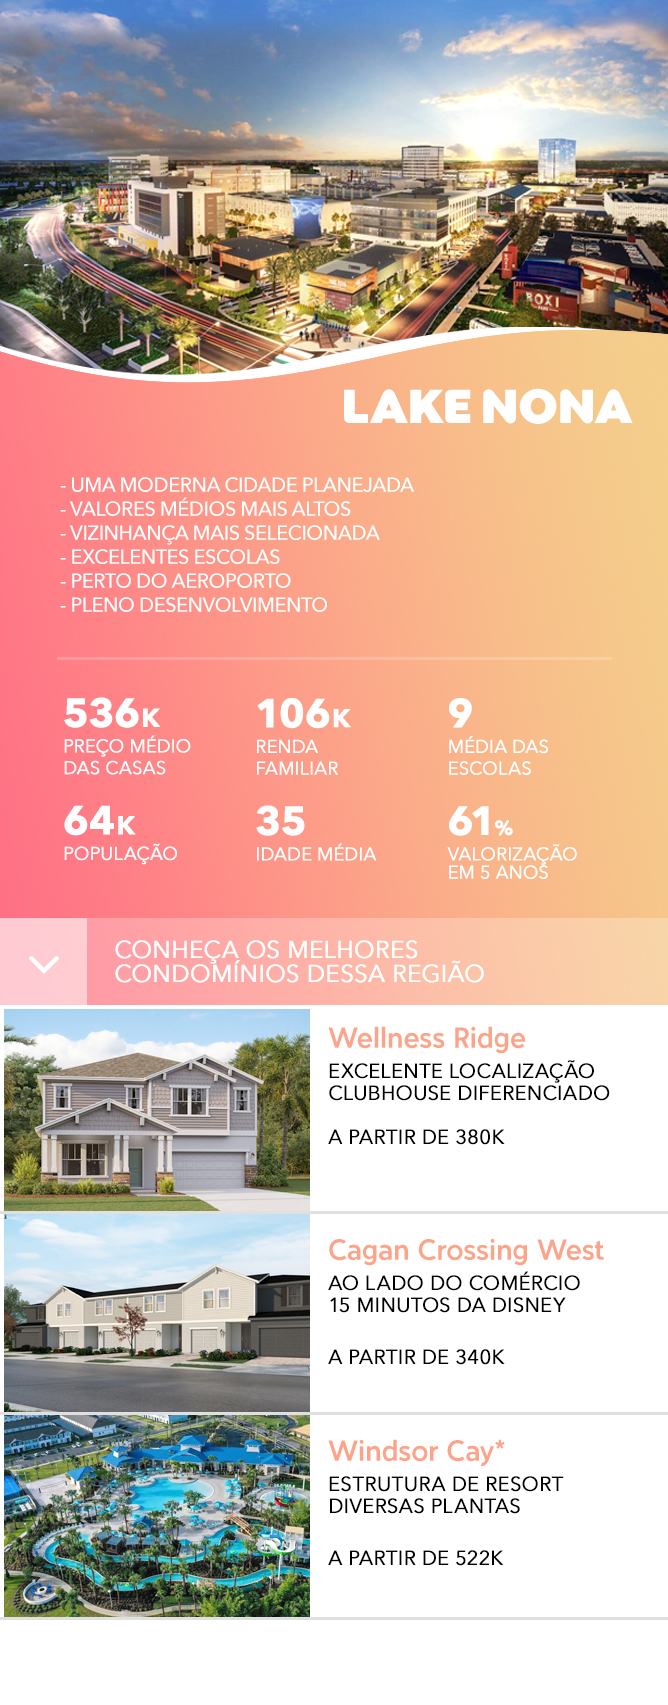 BOXI
LAKE NONA
- UMA MODERNA CIDADE PLANEJADA
- VALORES MÉDIOS MAIS ALTOS
- VIZINHANÇA MAIS SELECIONADA
- EXCELENTES ESCOLAS
- PERTO DO AEROPORTO
- PLENO DESENVOLVIMENTO
536K
PREÇO MÉDIO
DAS CASAS
106K
RENDA
FAMILIAR
9
MÉDIA DAS
ESCOLAS
64K
POPULAÇÃO
35
IDADE MÉDIA
61%
VALORIZAÇÃO
EM 5 ANOS
CONHEÇA OS MELHORES
CONDOMÍNIOS DESSA REGIÃO
Wellness Ridge
EXCELENTE LOCALIZAÇÃO
CLUBHOUSE DIFERENCIADO
A PARTIR DE 380K
Cagan Crossing West
AO LADO DO COMÉRCIO
15 MINUTOS DA DISNEY
A PARTIR DE 340K
Windsor Cay*
ESTRUTURA DE RESORT
DIVERSAS PLANTAS
A PARTIR DE 522K